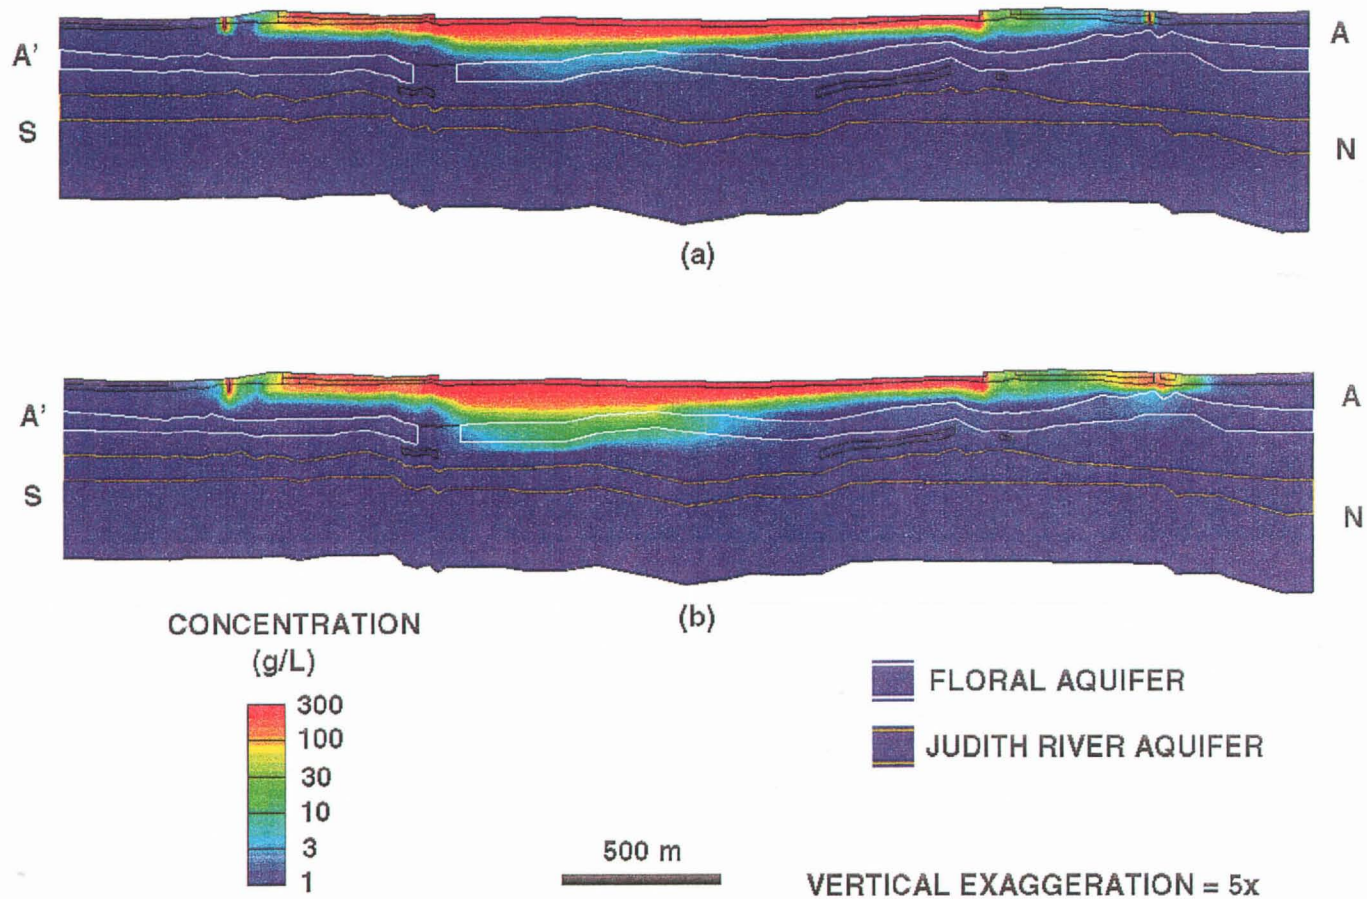 A' A
S N
(a)
A' A
S N
(b)
CONCENTRATION
(g/L)
300
100
30
10
3
1
FLORAL AQUIFER
JUDITH RIVER AQUIFER
500 m
VERTICAL EXAGGERATION = 5x